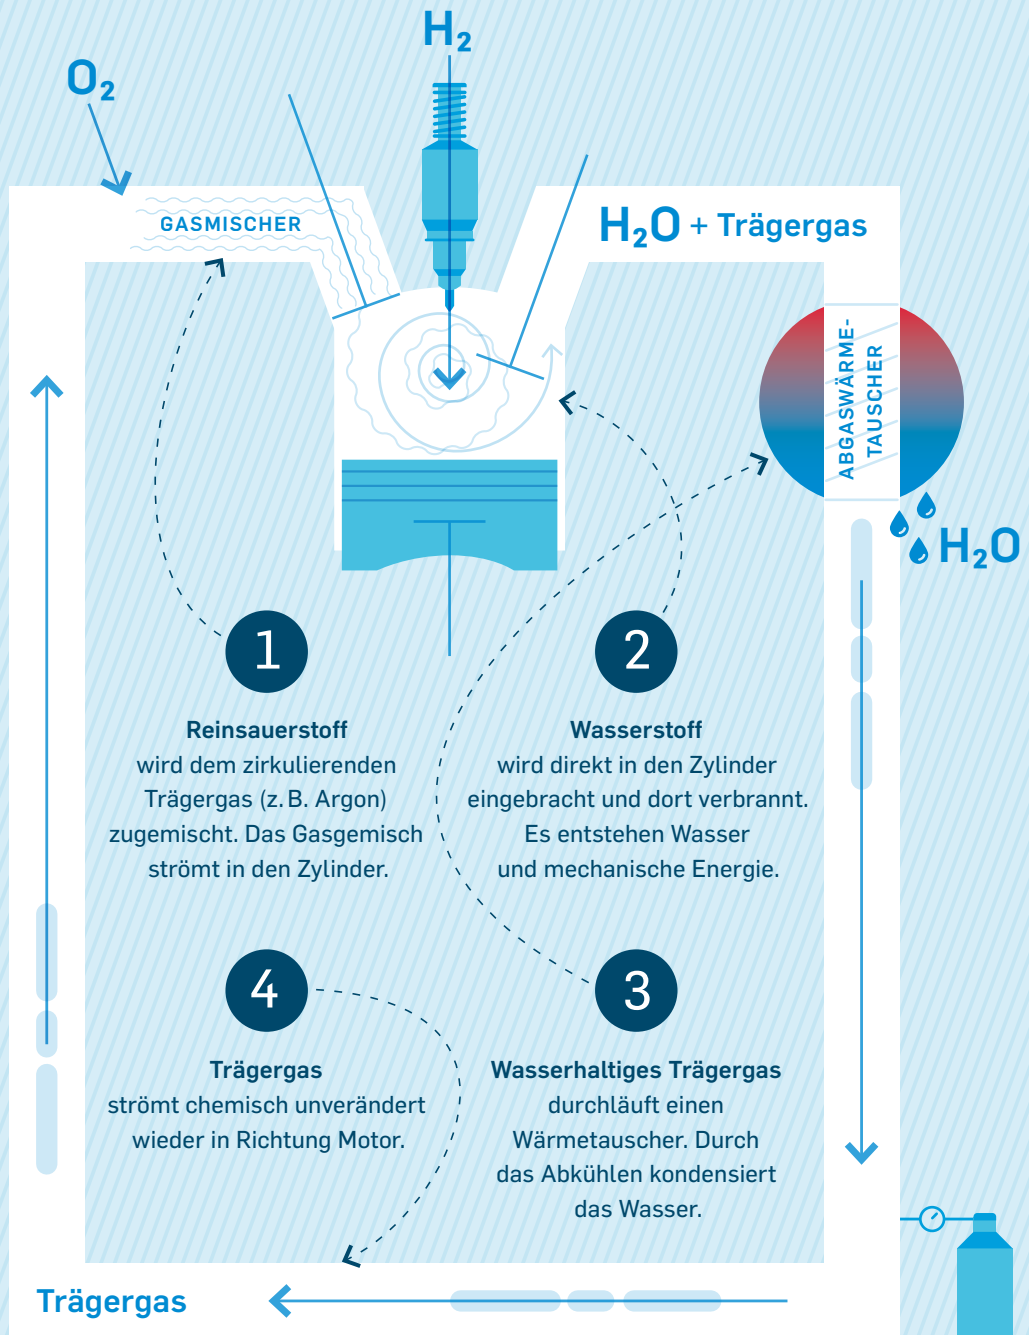 H₂
O₂
GASMISCHER
H₂O + Trägergas
ABGASWÄRME-
TAUSCHER
H₂O
1
Reinsauerstoff
wird dem zirkulierenden
Trägergas (z. B. Argon)
zugemischt. Das Gasgemisch
strömt in den Zylinder.
2
Wasserstoff
wird direkt in den Zylinder
eingebracht und dort verbrannt.
Es entstehen Wasser
und mechanische Energie.
4
Trägergas
strömt chemisch unverändert
wieder in Richtung Motor.
3
Wasserhaltiges Trägergas
durchläuft einen
Wärmetauscher. Durch
das Abkühlen kondensiert
das Wasser.
Trägergas